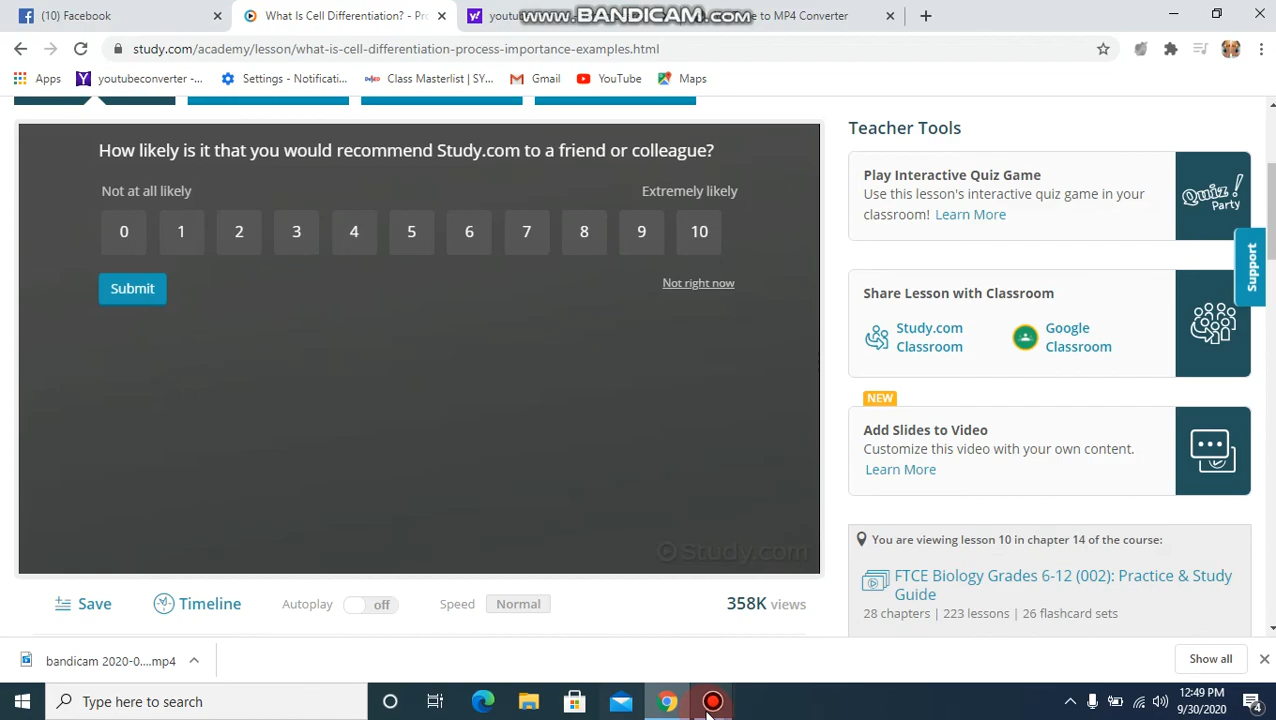 (10) Facebook
What Is Cell Differentiation? - Pro
youtu
www.BANDICAM.com
e to MP4 Converter
study.com/academy/lesson/what-is-cell-differentiation-process-importance-examples.html
Apps
youtubeconverter -...
Settings - Notificati...
Class Masterlist | SY...
Gmail
YouTube
Maps
How likely is it that you would recommend Study.com to a friend or colleague?
Not at all likely
Extremely likely
0 1 2 3 4 5 6 7 8 9 10
Submit
Not right now
Study.com
Save
Timeline
Autoplay
off
Speed
Normal
358K views
Teacher Tools
Play Interactive Quiz Game
Use this lesson's interactive quiz game in your
classroom! Learn More
Quiz!
Party
Support
Share Lesson with Classroom
Study.com
Classroom
Google
Classroom
NEW
Add Slides to Video
Customize this video with your own content.
Learn More
You are viewing lesson 10 in chapter 14 of the course:
FTCE Biology Grades 6-12 (002): Practice & Study
Guide
28 chapters | 223 lessons | 26 flashcard sets
bandicam 2020-0....mp4
Show all
Type here to search
12:49 PM
9/30/2020
4